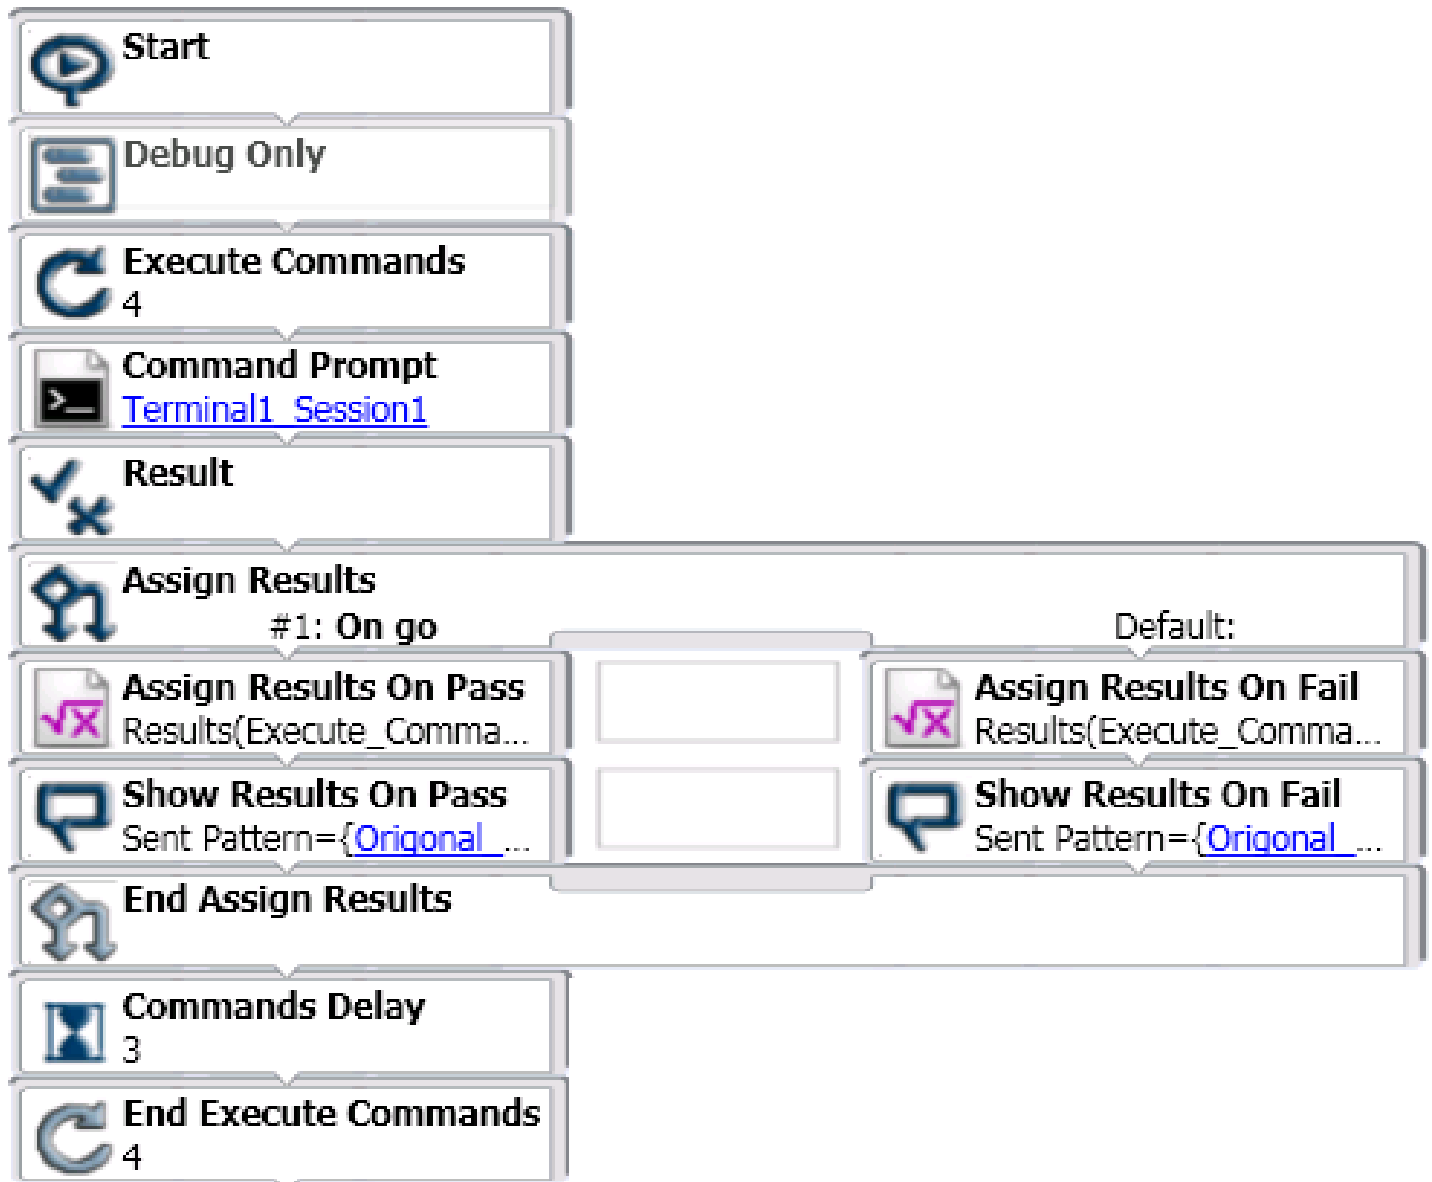 Start
Debug Only
Execute Commands
4
Command Prompt
Terminal1_Session1
Result
Assign Results
#1: On go
Default:
Assign Results On Pass
Results(Execute_Comma...
Assign Results On Fail
Results(Execute_Comma...
Show Results On Pass
Sent Pattern={Origonal_...
Show Results On Fail
Sent Pattern={Origonal_...
End Assign Results
Commands Delay
3
End Execute Commands
4